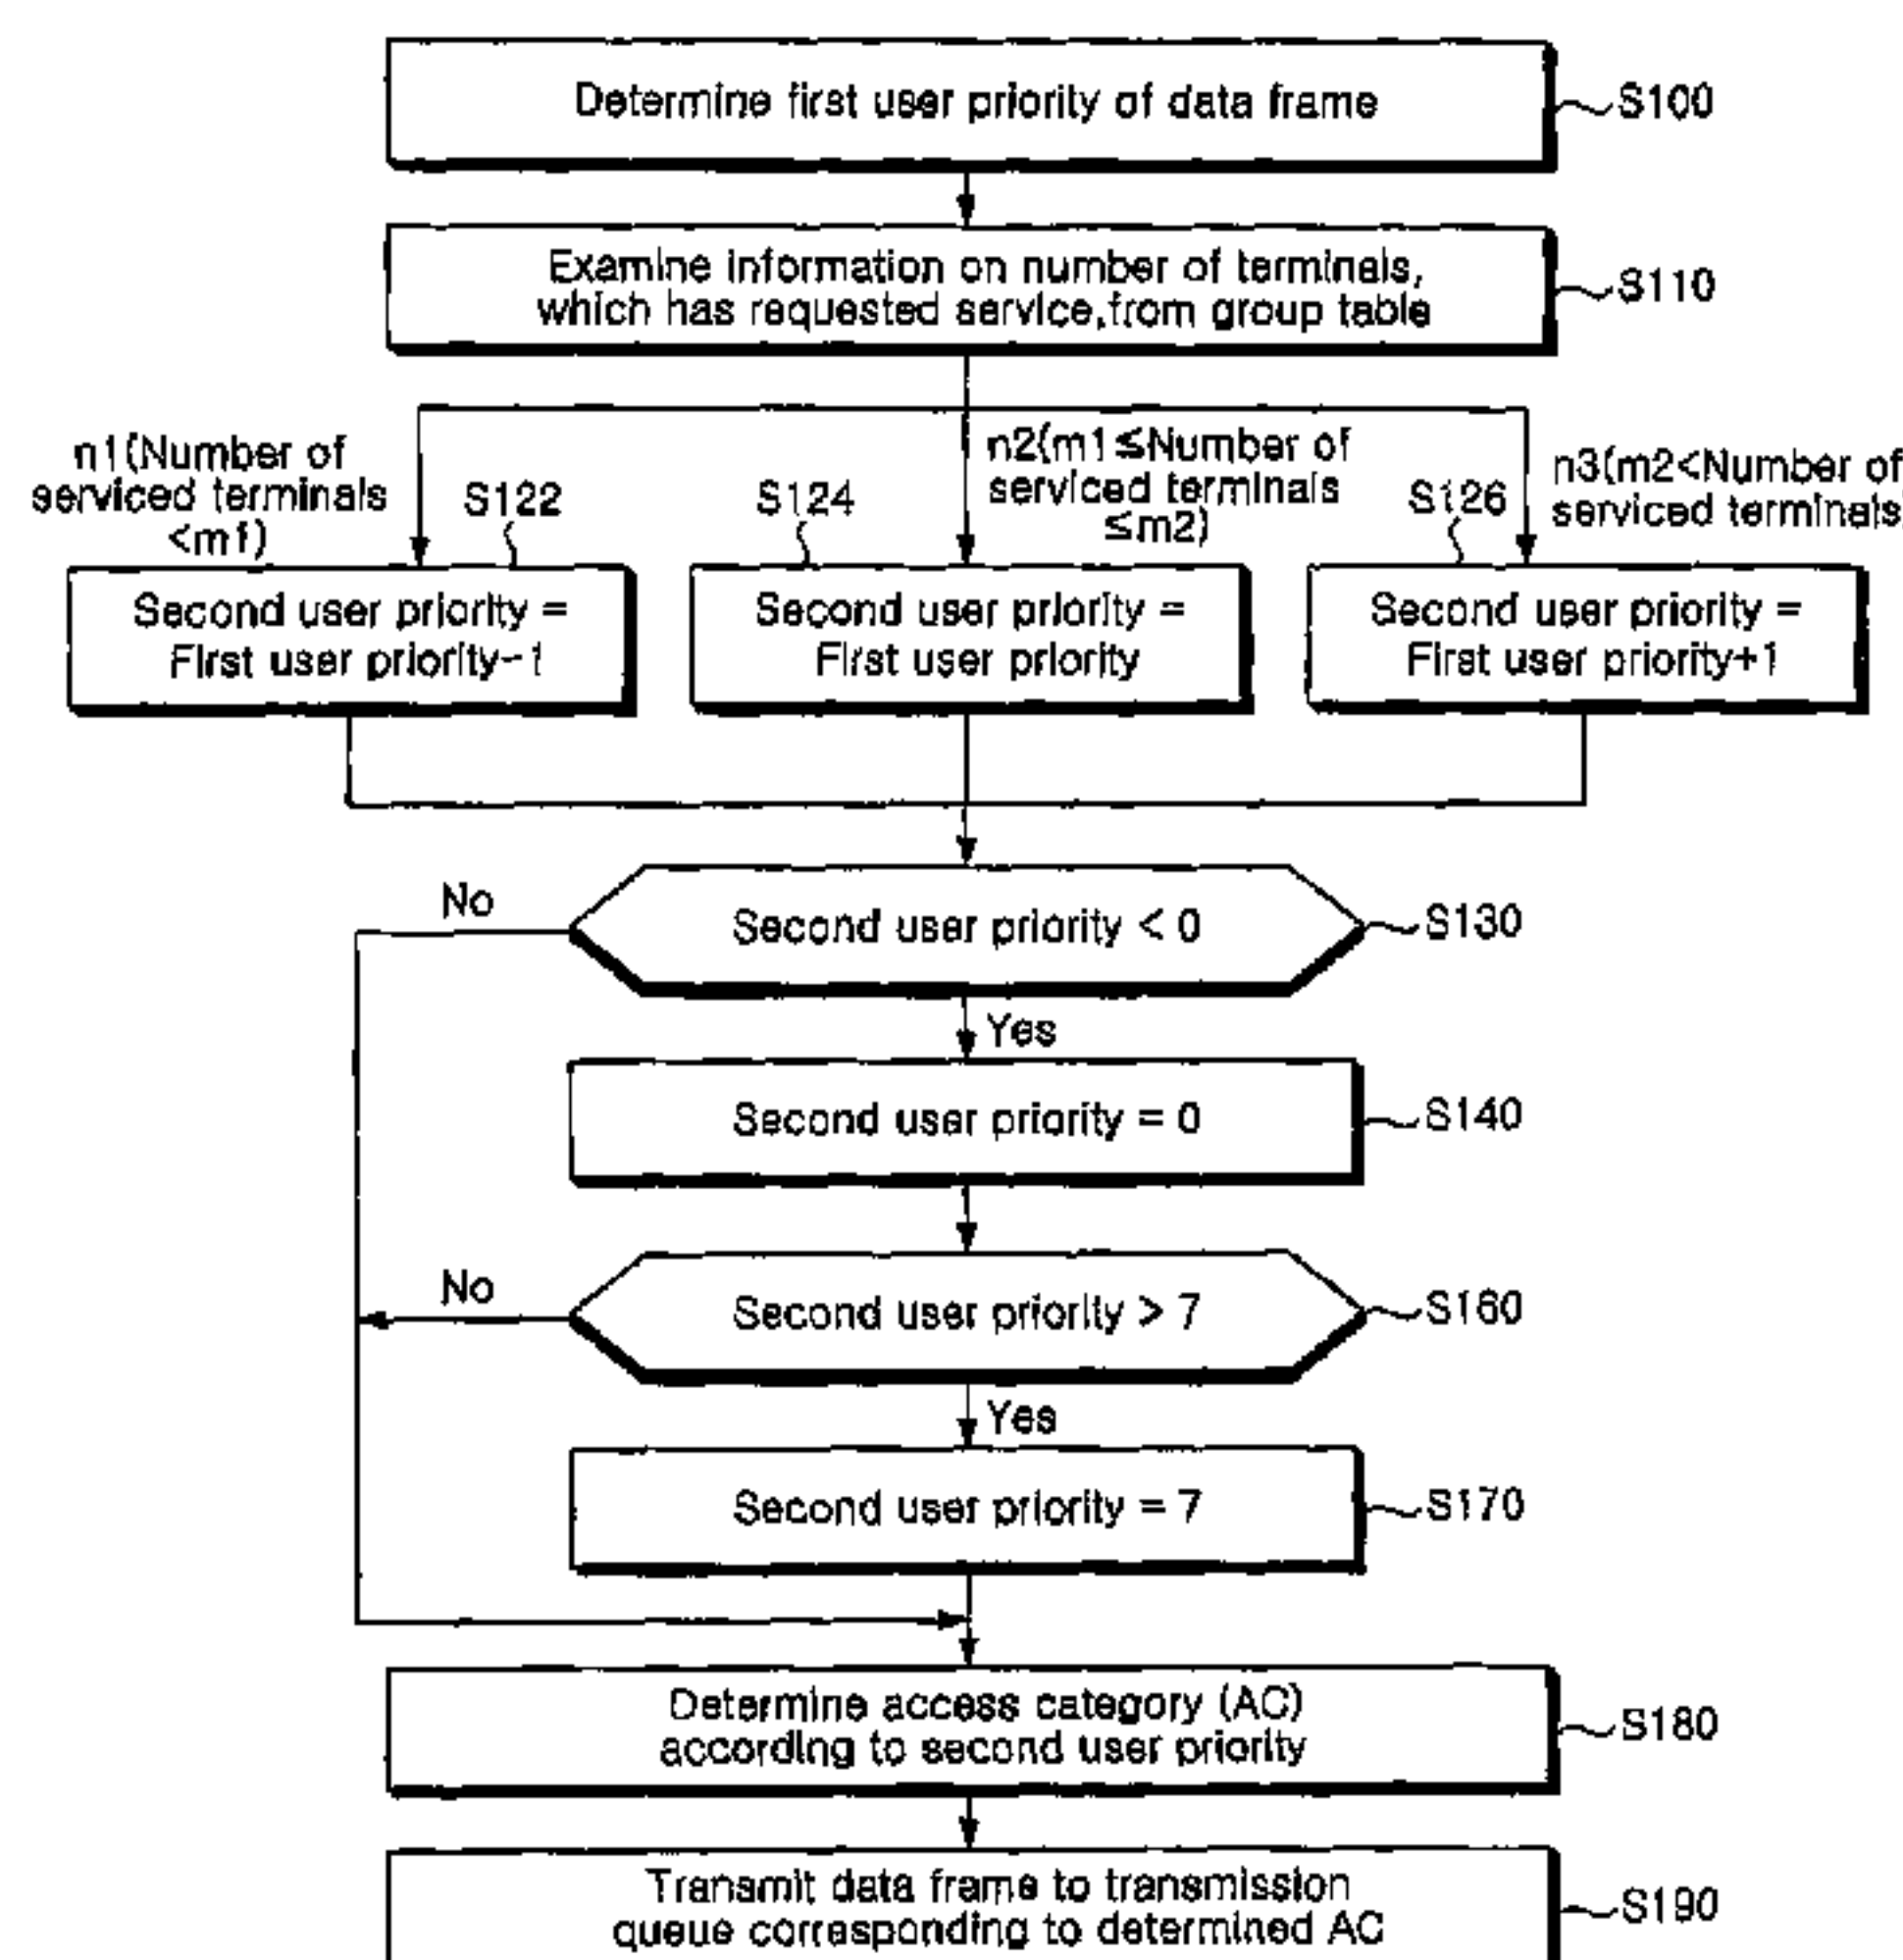 Determine first user priority of data frame
S100
Examine information on number of terminals,
which has requested service,from group table
S110
n1(Number of
serviced terminals
<m1)
S122
S124
n2(m1≤Number of
serviced terminals
≤m2)
S126
n3(m2<Number of
serviced terminals)
Second user priority =
First user priority-1
Second user priority =
First user priority
Second user priority =
First user priority+1
No
Second user priority < 0
S130
Yes
Second user priority = 0
S140
No
Second user priority > 7
S160
Yes
Second user priority = 7
S170
Determine access category (AC)
according to second user priority
S180
Transmit data frame to transmission
queue corresponding to determined AC
S190